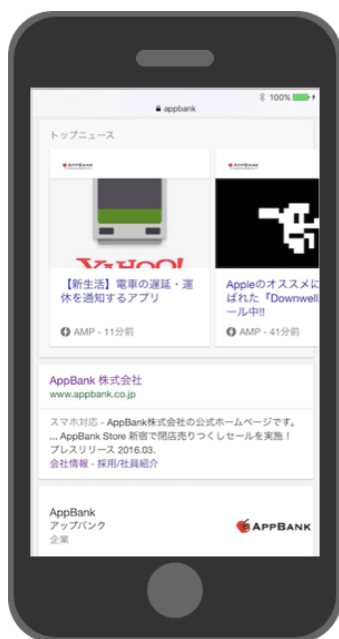 100%
appbank
トップニュース
APPBANK
APPBANK
YAHOO!
【新生活】電車の遅延・運
休を通知するアプリ
AMP - 11分前
Appleのオススメに
ばれた『Downwell
ール中!!
AMP - 41分前
AppBank 株式会社
www.appbank.co.jp
スマホ対応 - AppBank株式会社の公式ホームページです。
... AppBank Store 新宿で閉店売りつくしセールを実施！
プレスリリース 2016.03.
会社情報 - 採用/社員紹介
AppBank
アップバンク
企業
APPBANK